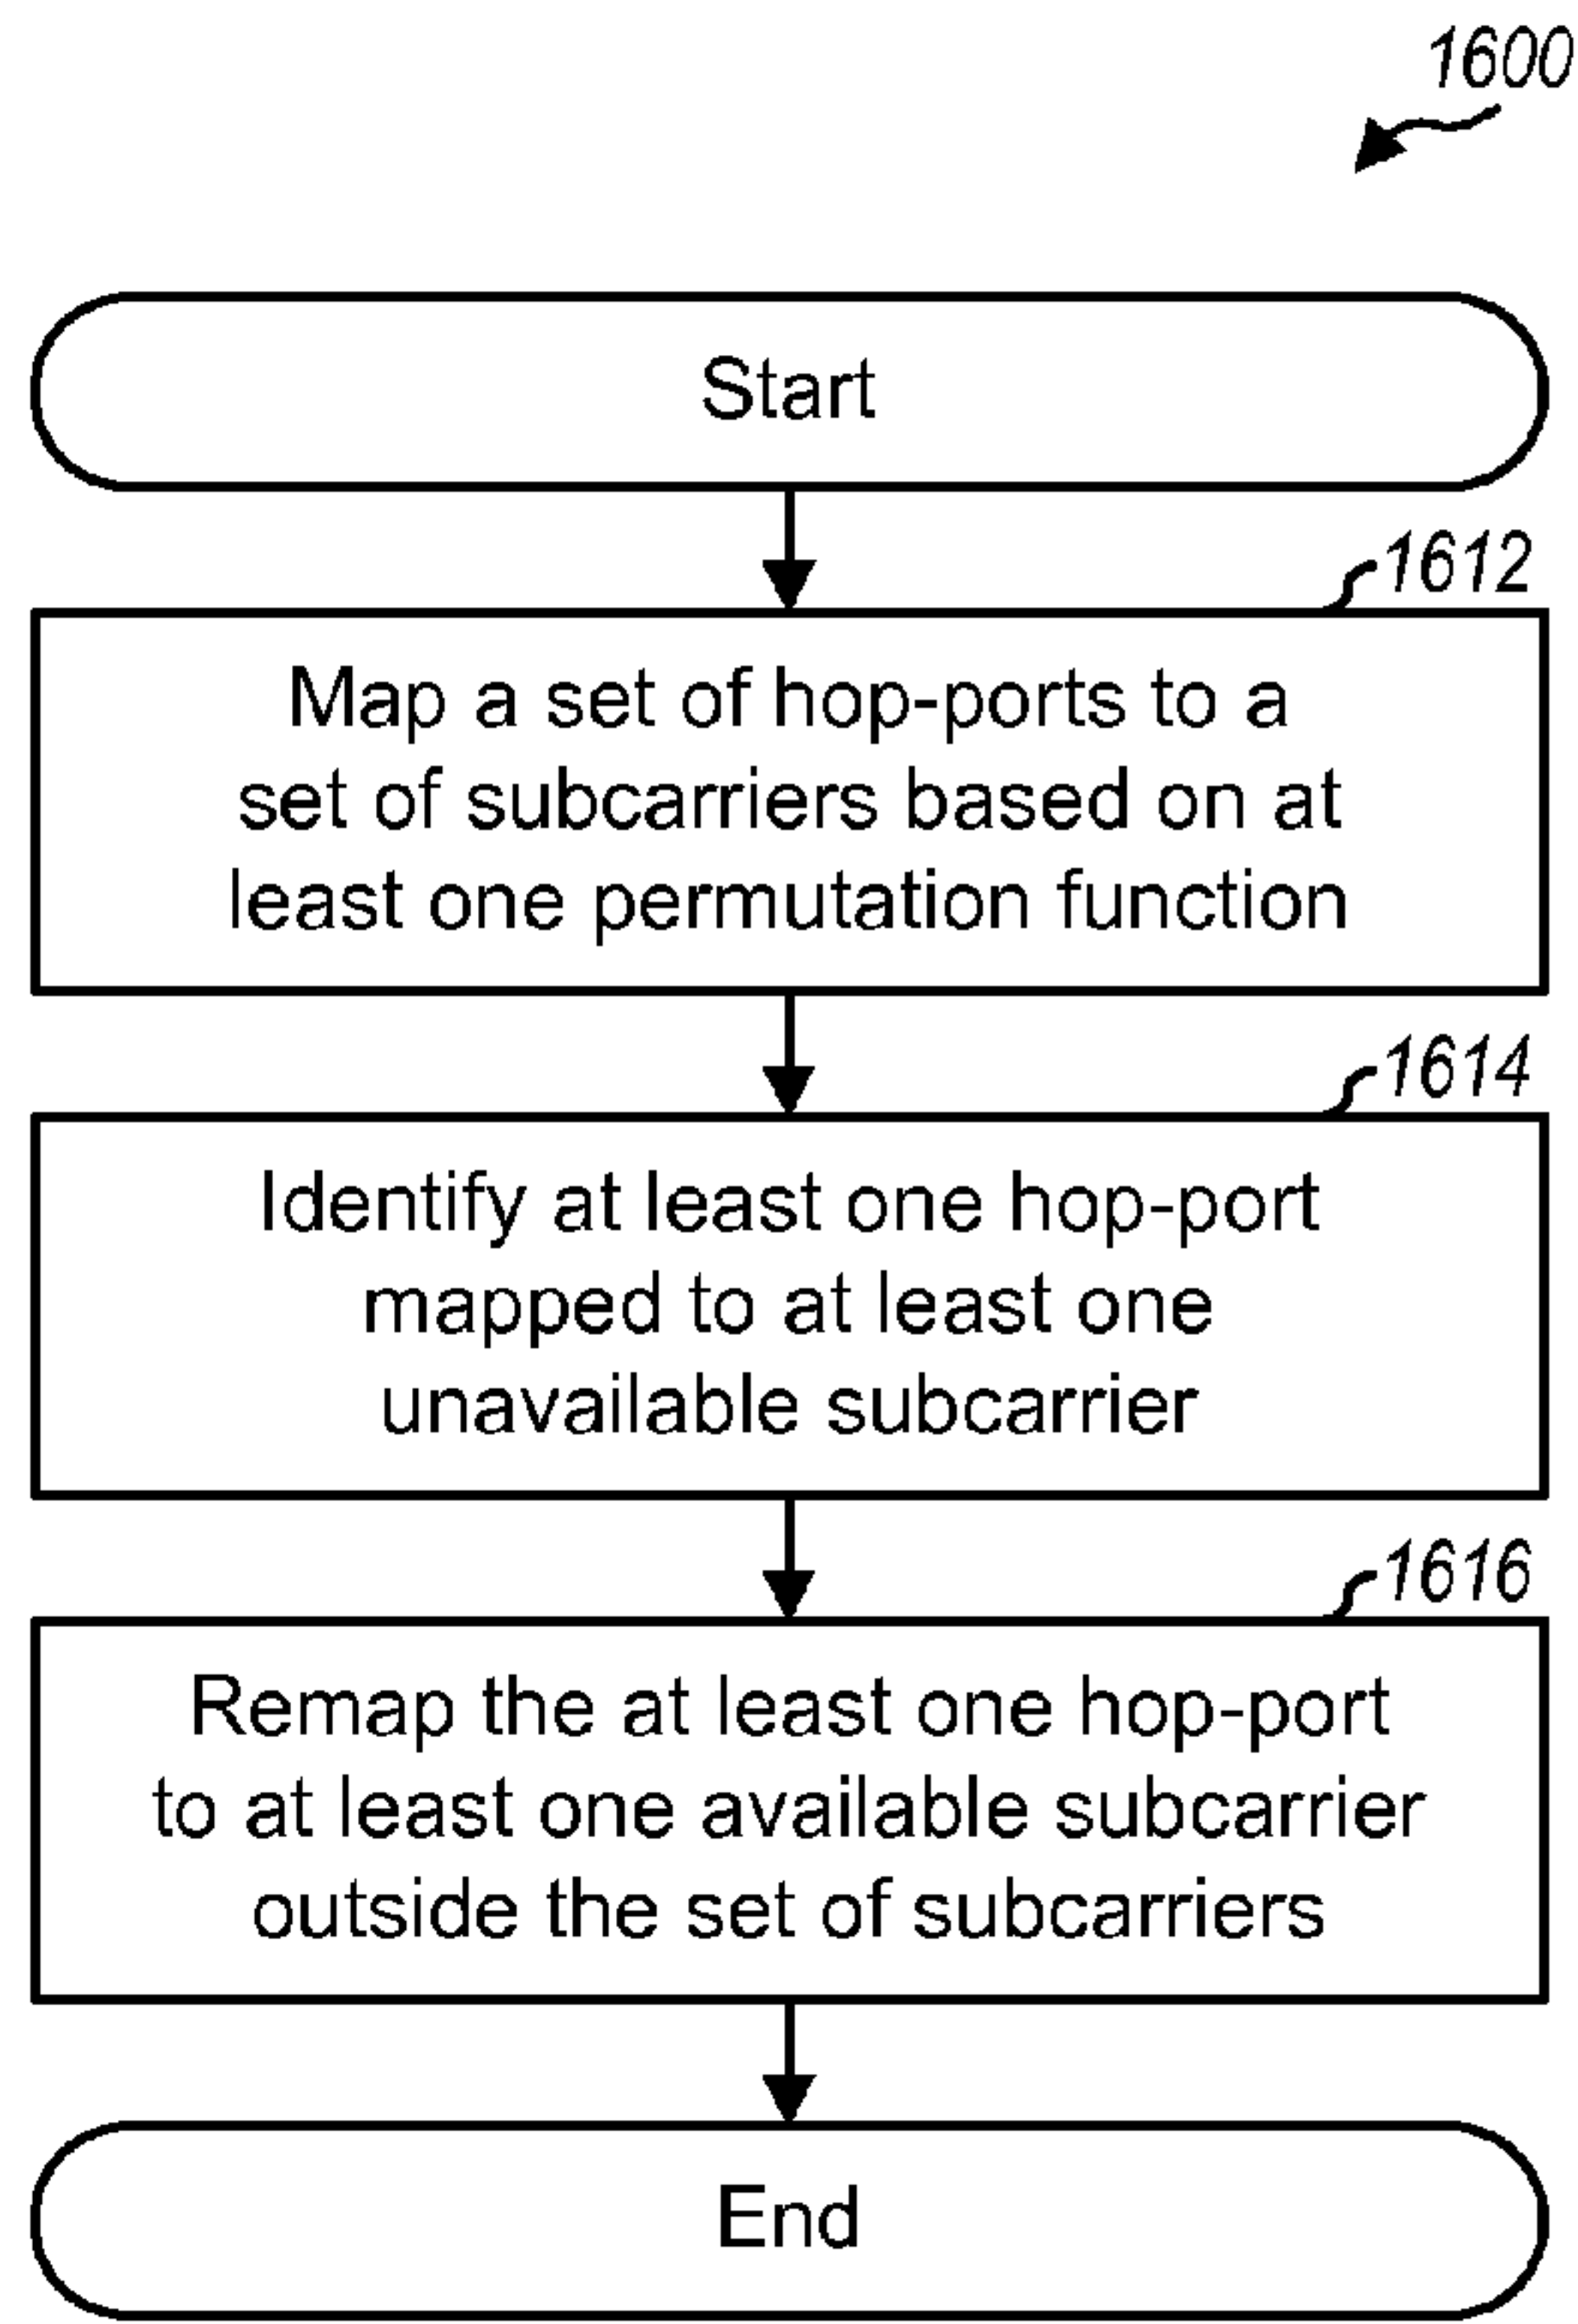 1600
Start
1612
Map a set of hop-ports to a
set of subcarriers based on at
least one permutation function
1614
Identify at least one hop-port
mapped to at least one
unavailable subcarrier
1616
Remap the at least one hop-port
to at least one available subcarrier
outside the set of subcarriers
End